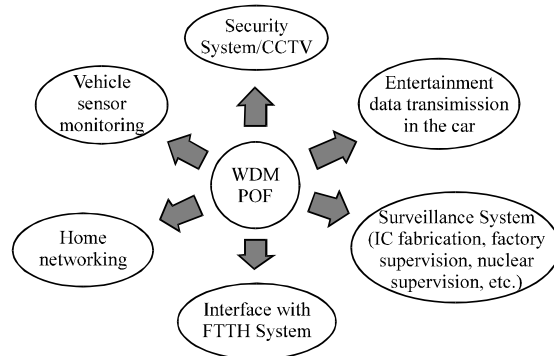 Security
System/CCTV
Vehicle
sensor
monitoring
Entertainment
data transimission
in the car
WDM
POF
Home
networking
Surveillance System
(IC fabrication, factory
supervision, nuclear
supervision, etc.)
Interface with
FTTH System